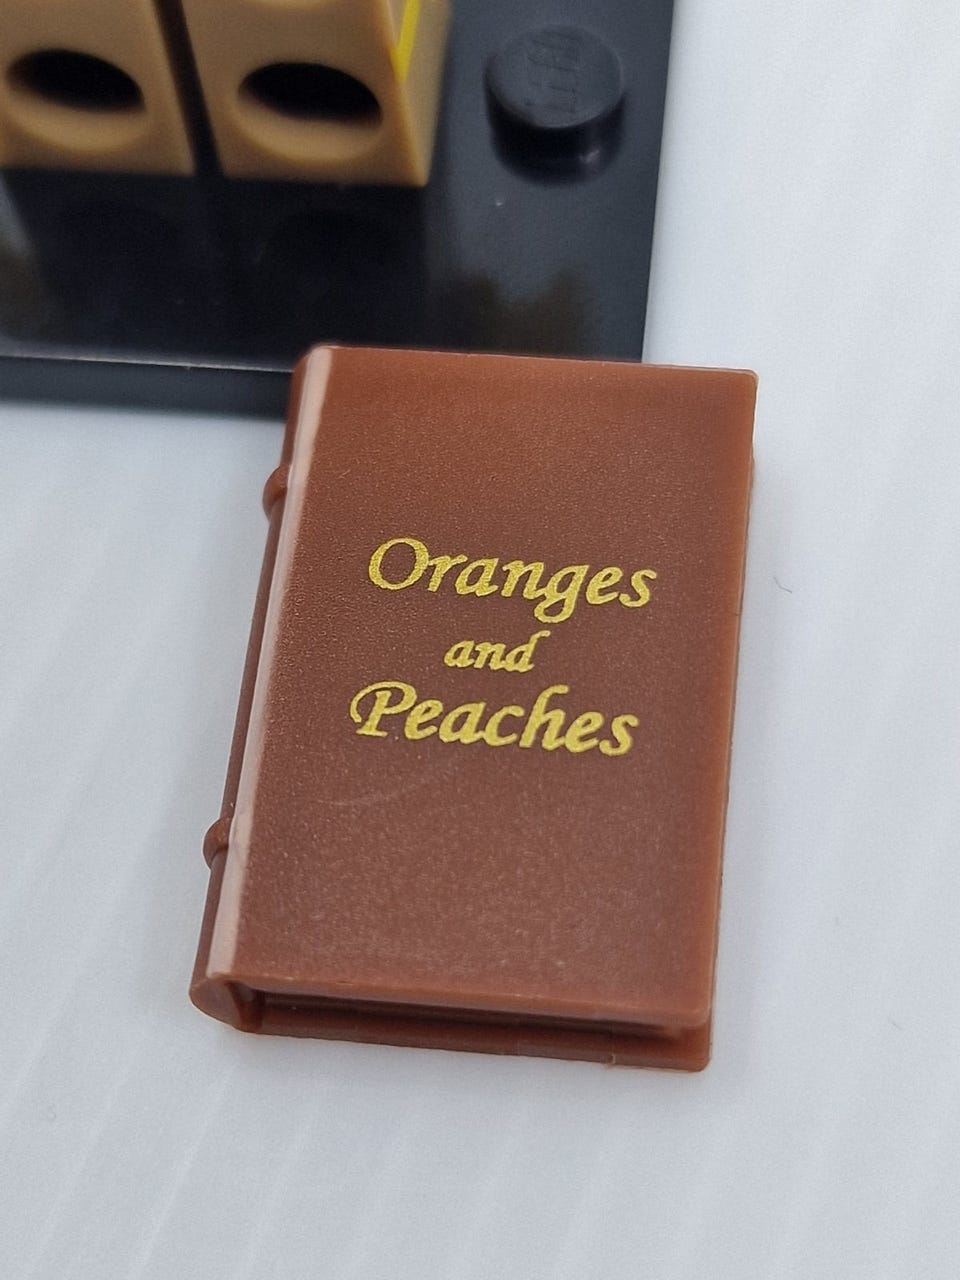 Oranges
and
Peaches